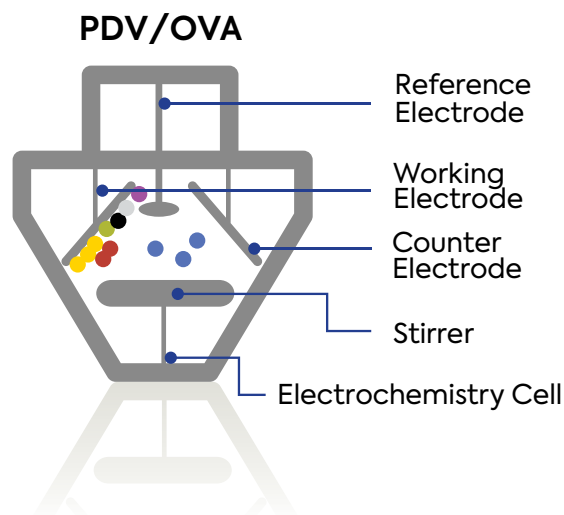 PDV/OVA
Reference
Electrode
Working
Electrode
Counter
Electrode
Stirrer
Electrochemistry Cell